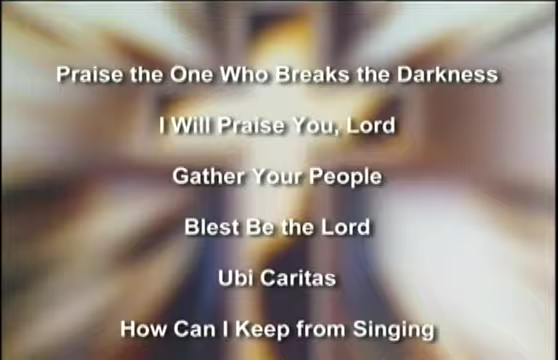 Praise the One Who Breaks the Darkness
I Will Praise You, Lord
Gather Your People
Blest Be the Lord
Ubi Caritas
How Can I Keep from Singing